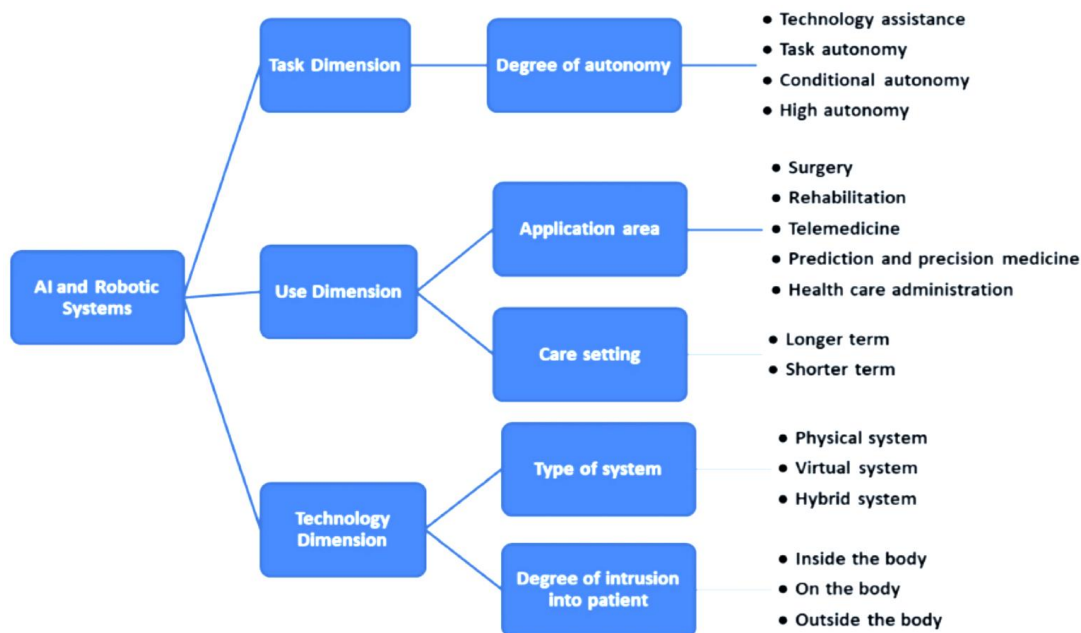 AI and Robotic
Systems
Task Dimension
Degree of autonomy
● Technology assistance
● Task autonomy
● Conditional autonomy
● High autonomy
Use Dimension
Application area
● Surgery
● Rehabilitation
● Telemedicine
● Prediction and precision medicine
● Health care administration
Care setting
● Longer term
● Shorter term
Technology
Dimension
Type of system
● Physical system
● Virtual system
● Hybrid system
Degree of intrusion
into patient
● Inside the body
● On the body
● Outside the body